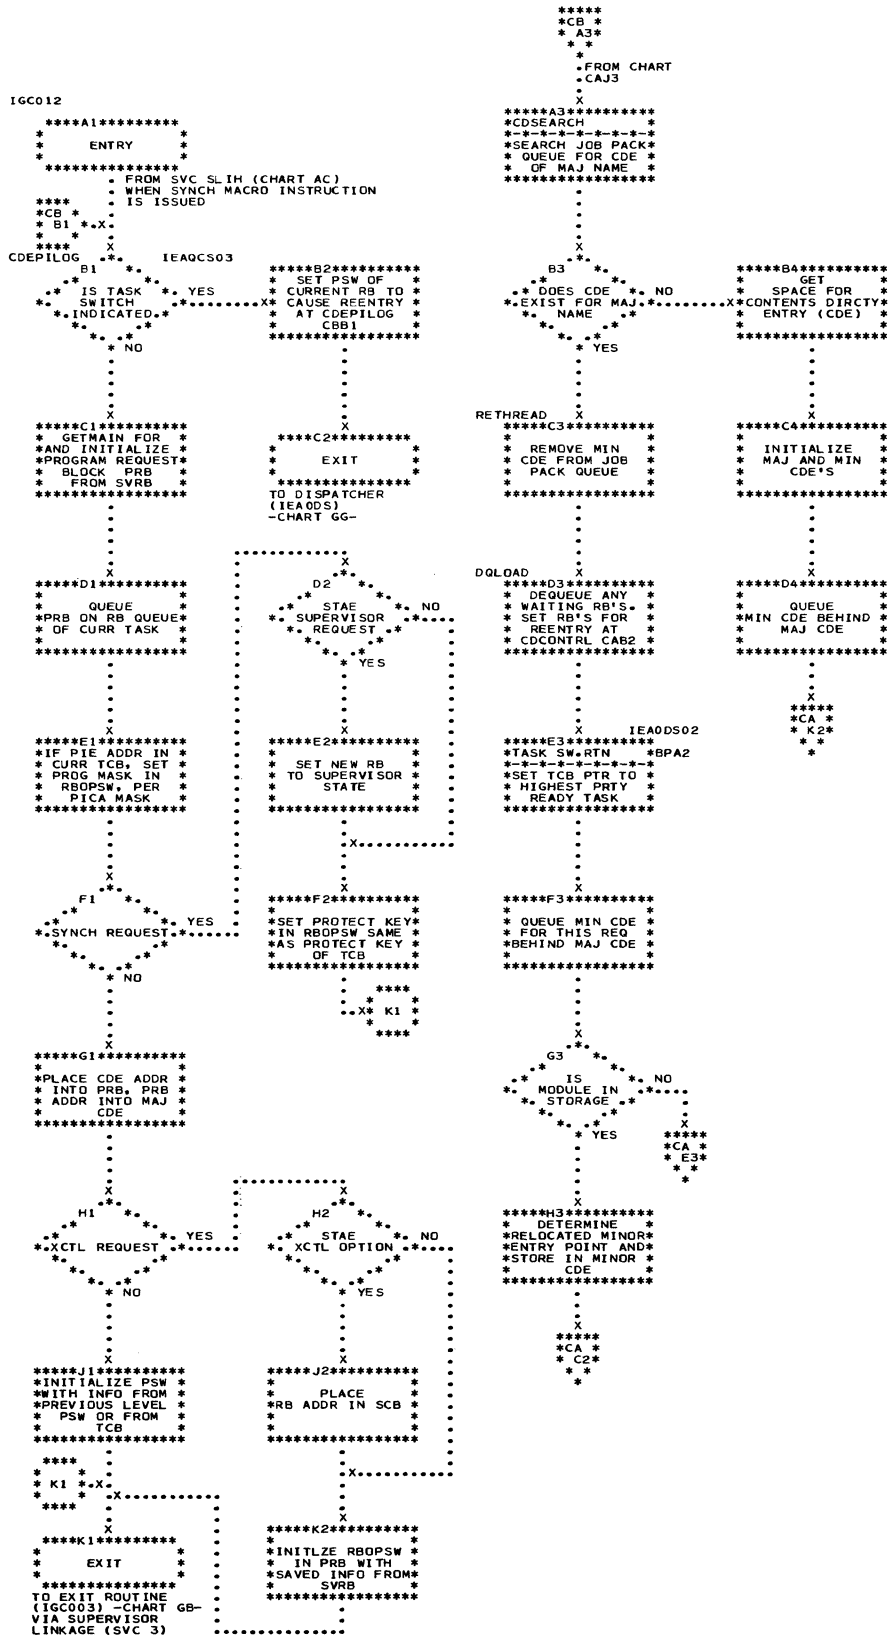 CB
A3
FROM CHART
CAJ3
IGC012
A1
ENTRY
FROM SVC SLIH (CHART AC)
WHEN SYNCH MACRO INSTRUCTION
IS ISSUED
CB
B1
CDEPILOG
B1
IS TASK
SWITCH
INDICATED
YES
NO
IEAQCS03
B2
SET PSW OF
CURRENT RB TO
CAUSE REENTRY
AT CDEPILOG
CBB1
C1
GETMAIN FOR
AND INITIALIZE
PROGRAM REQUEST
BLOCK PRB
FROM SVRB
C2
EXIT
TO DISPATCHER
(IEAODS)
-CHART GG-
D1
QUEUE
PRB ON RB QUEUE
OF CURR TASK
D2
STAE
SUPERVISOR
REQUEST
NO
YES
E1
IF PIE ADDR IN
CURR TCB, SET
PROG MASK IN
RBOPSW, PER
PICA MASK
E2
SET NEW RB
TO SUPERVISOR
STATE
F1
SYNCH REQUEST
YES
NO
F2
SET PROTECT KEY
IN RBOPSW SAME
AS PROTECT KEY
OF TCB
K1
G1
PLACE CDE ADDR
INTO PRB, PRB
ADDR INTO MAJ
CDE
H1
XCTL REQUEST
YES
NO
H2
STAE
XCTL OPTION
NO
YES
J1
INITIALIZE PSW
WITH INFO FROM
PREVIOUS LEVEL
PSW OR FROM
TCB
J2
PLACE
RB ADDR IN SCB
K1
K1
EXIT
TO EXIT ROUTINE
(IGC003) -CHART GB-
VIA SUPERVISOR
LINKAGE (SVC 3)
K2
INITLZE RBOPSW
IN PRB WITH
SAVED INFO FROM
SVRB
A3
CDSEARCH
SEARCH JOB PACK
QUEUE FOR CDE
OF MAJ NAME
B3
DOES CDE
EXIST FOR MAJ
NAME
NO
YES
B4
GET
SPACE FOR
CONTENTS DIRCTY
ENTRY (CDE)
RETHREAD
C3
REMOVE MIN
CDE FROM JOB
PACK QUEUE
C4
INITIALIZE
MAJ AND MIN
CDE'S
DQLOAD
D3
DEQUEUE ANY
WAITING RB'S.
SET RB'S FOR
REENTRY AT
CDCONTRL CAB2
D4
QUEUE
MIN CDE BEHIND
MAJ CDE
CA
K2
IEAODS02
E3
TASK SW.RTN
BPA2
SET TCB PTR TO
HIGHEST PRTY
READY TASK
F3
QUEUE MIN CDE
FOR THIS REQ
BEHIND MAJ CDE
G3
IS
MODULE IN
STORAGE
NO
YES
CA
E3
H3
DETERMINE
RELOCATED MINOR
ENTRY POINT AND
STORE IN MINOR
CDE
CA
C2